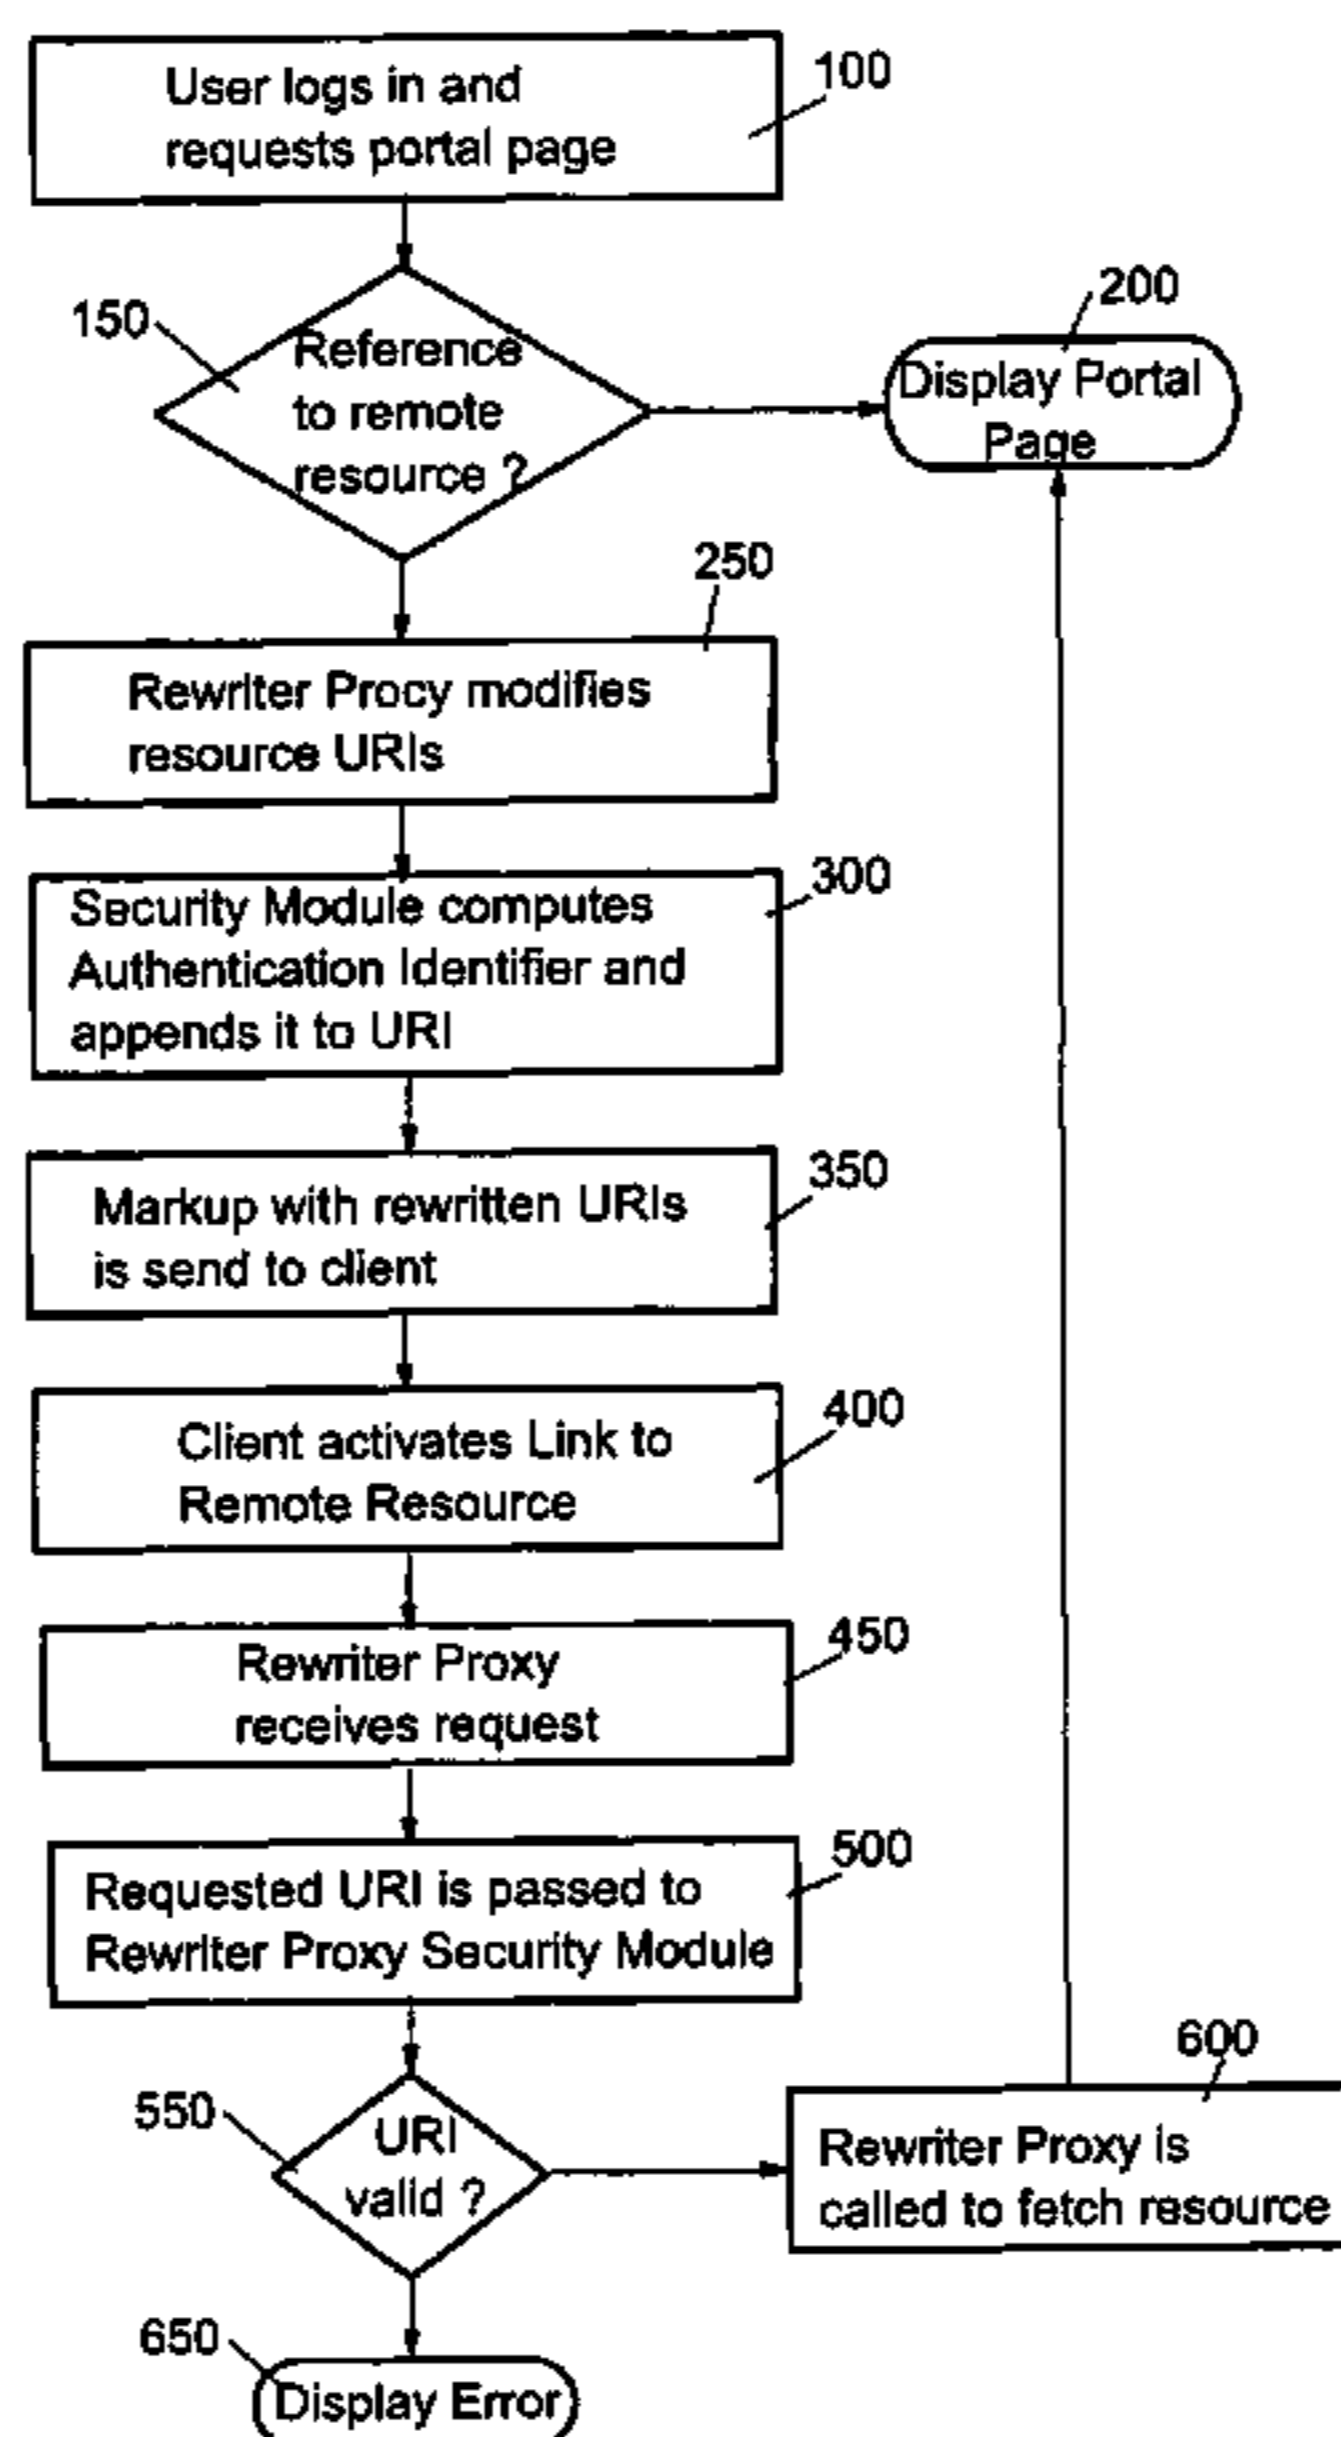 User logs in and
requests portal page
100
150
Reference
to remote
resource ?
200
Display Portal
Page
250
Rewriter Procy modifies
resource URIs
300
Security Module computes
Authentication Identifier and
appends it to URI
350
Markup with rewritten URIs
is send to client
400
Client activates Link to
Remote Resource
450
Rewriter Proxy
receives request
500
Requested URI is passed to
Rewriter Proxy Security Module
550
URI
valid ?
600
Rewriter Proxy is
called to fetch resource
650
Display Error